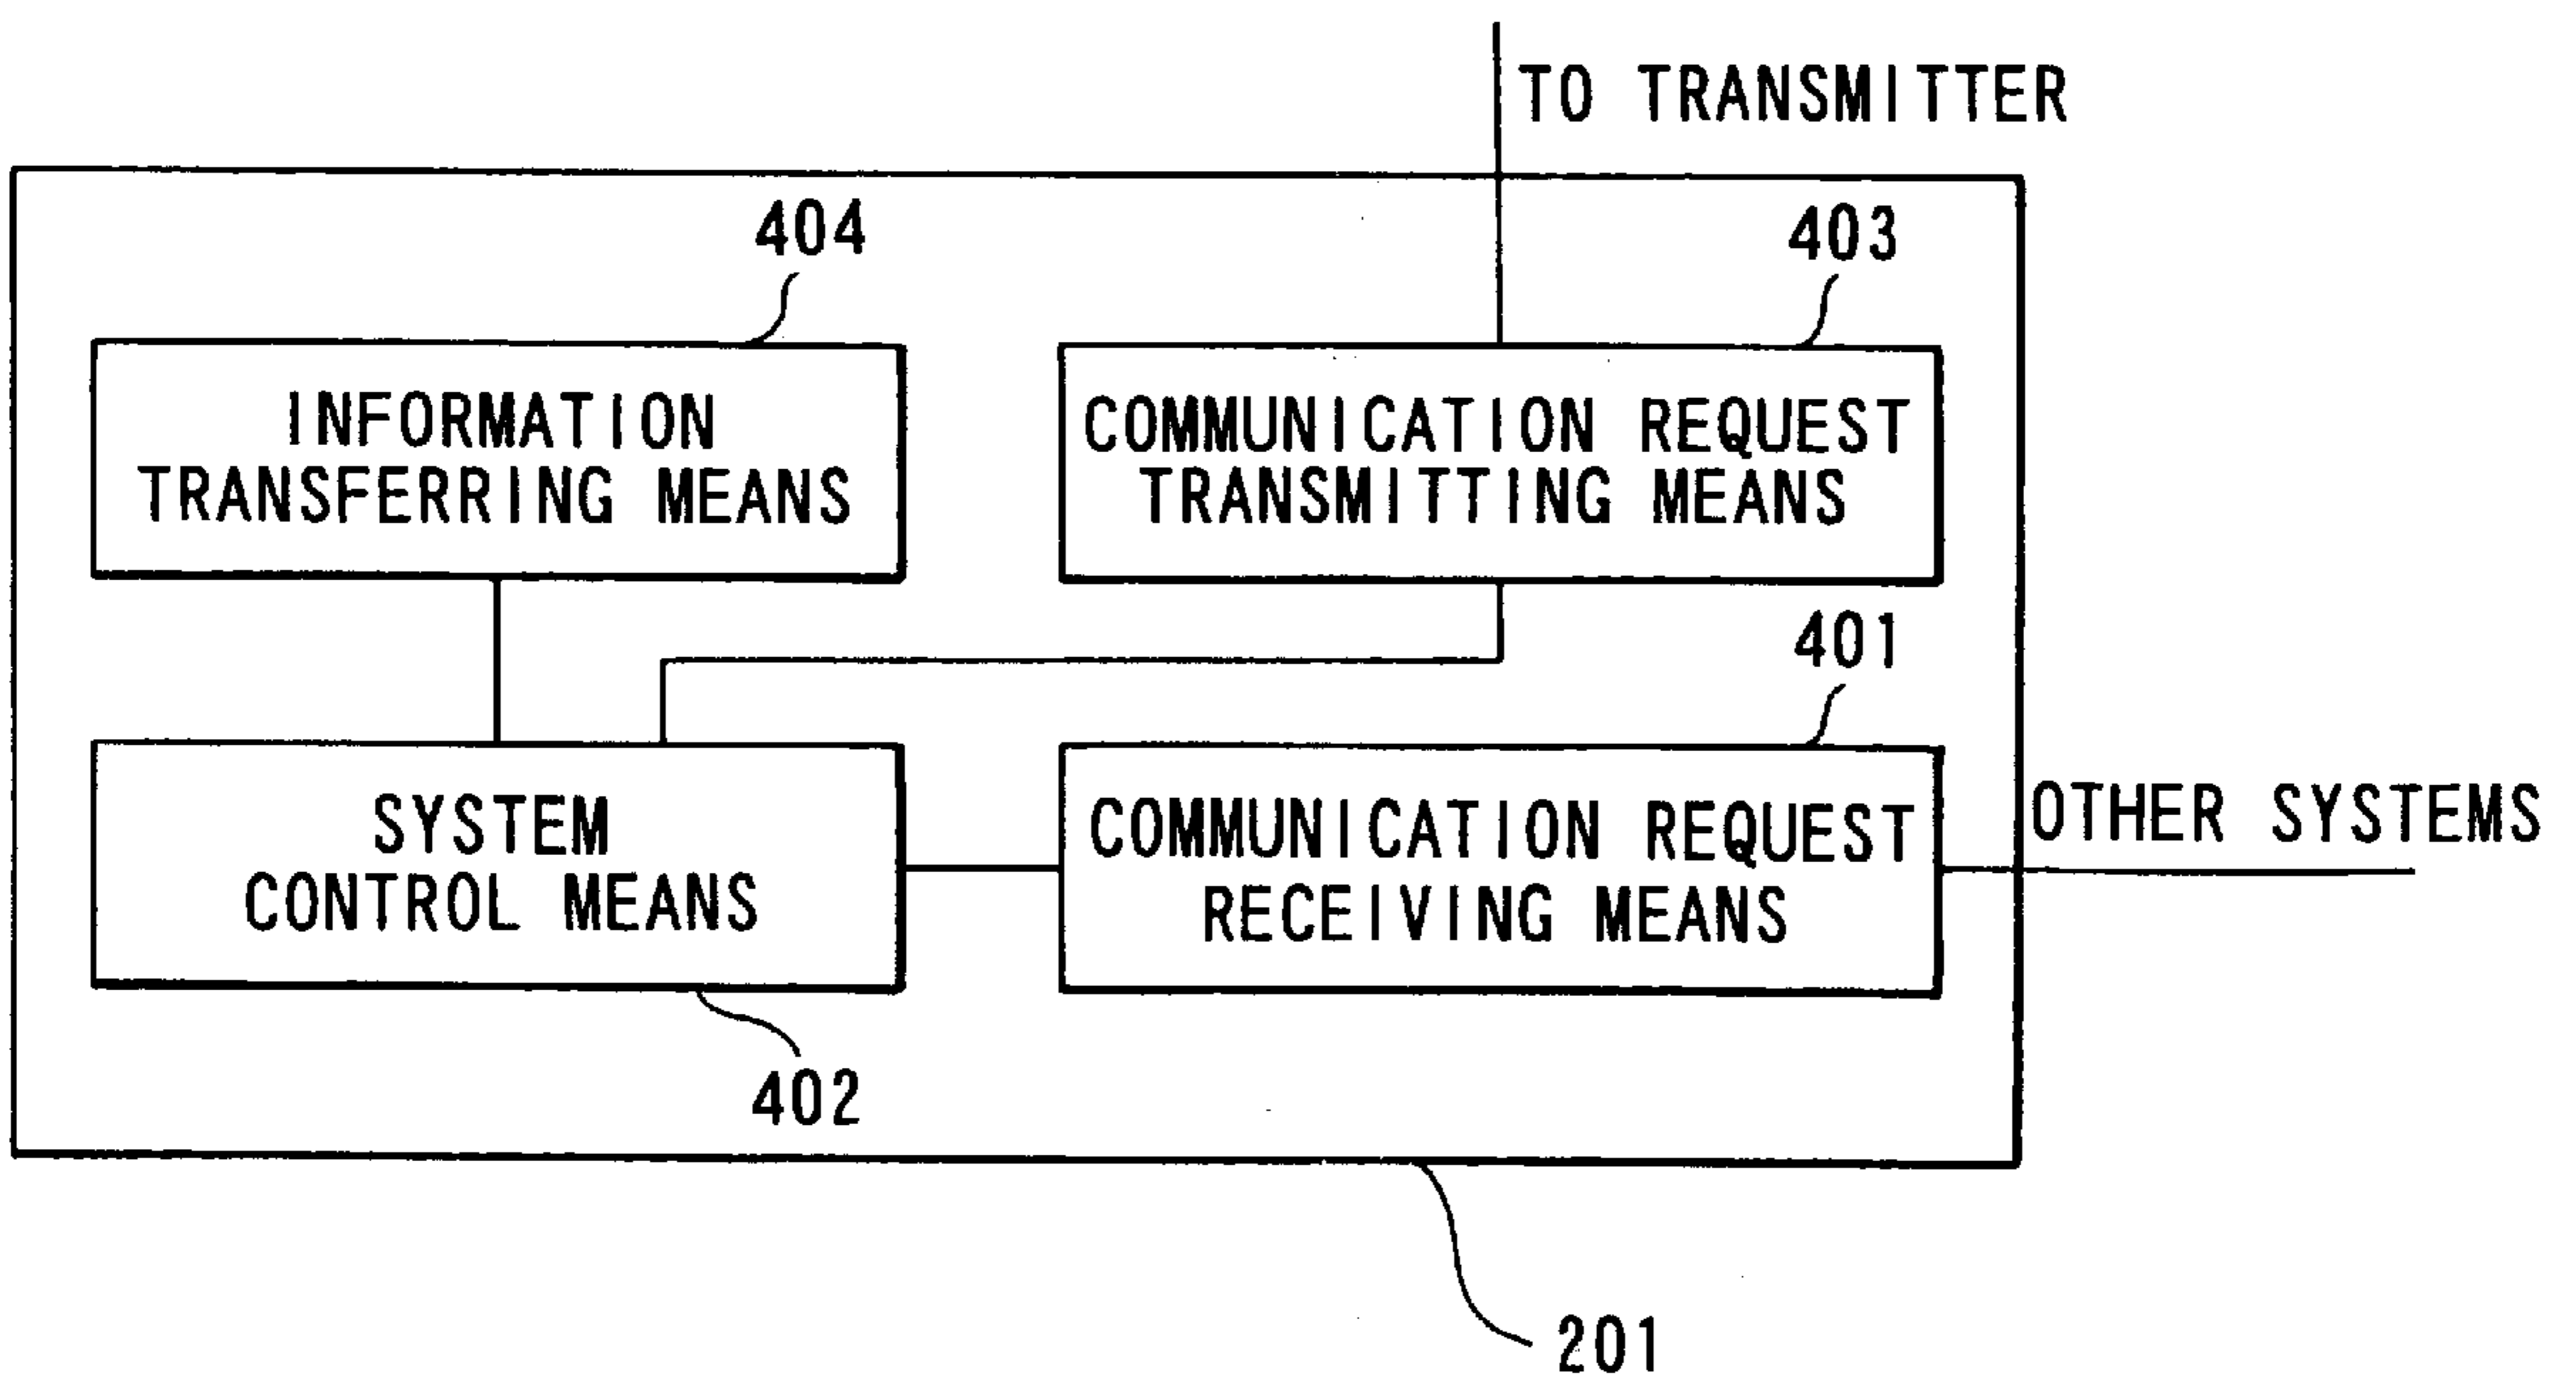 TO TRANSMITTER
404
403
INFORMATION
TRANSFERRING MEANS
COMMUNICATION REQUEST
TRANSMITTING MEANS
401
SYSTEM
CONTROL MEANS
COMMUNICATION REQUEST
RECEIVING MEANS
OTHER SYSTEMS
402
201